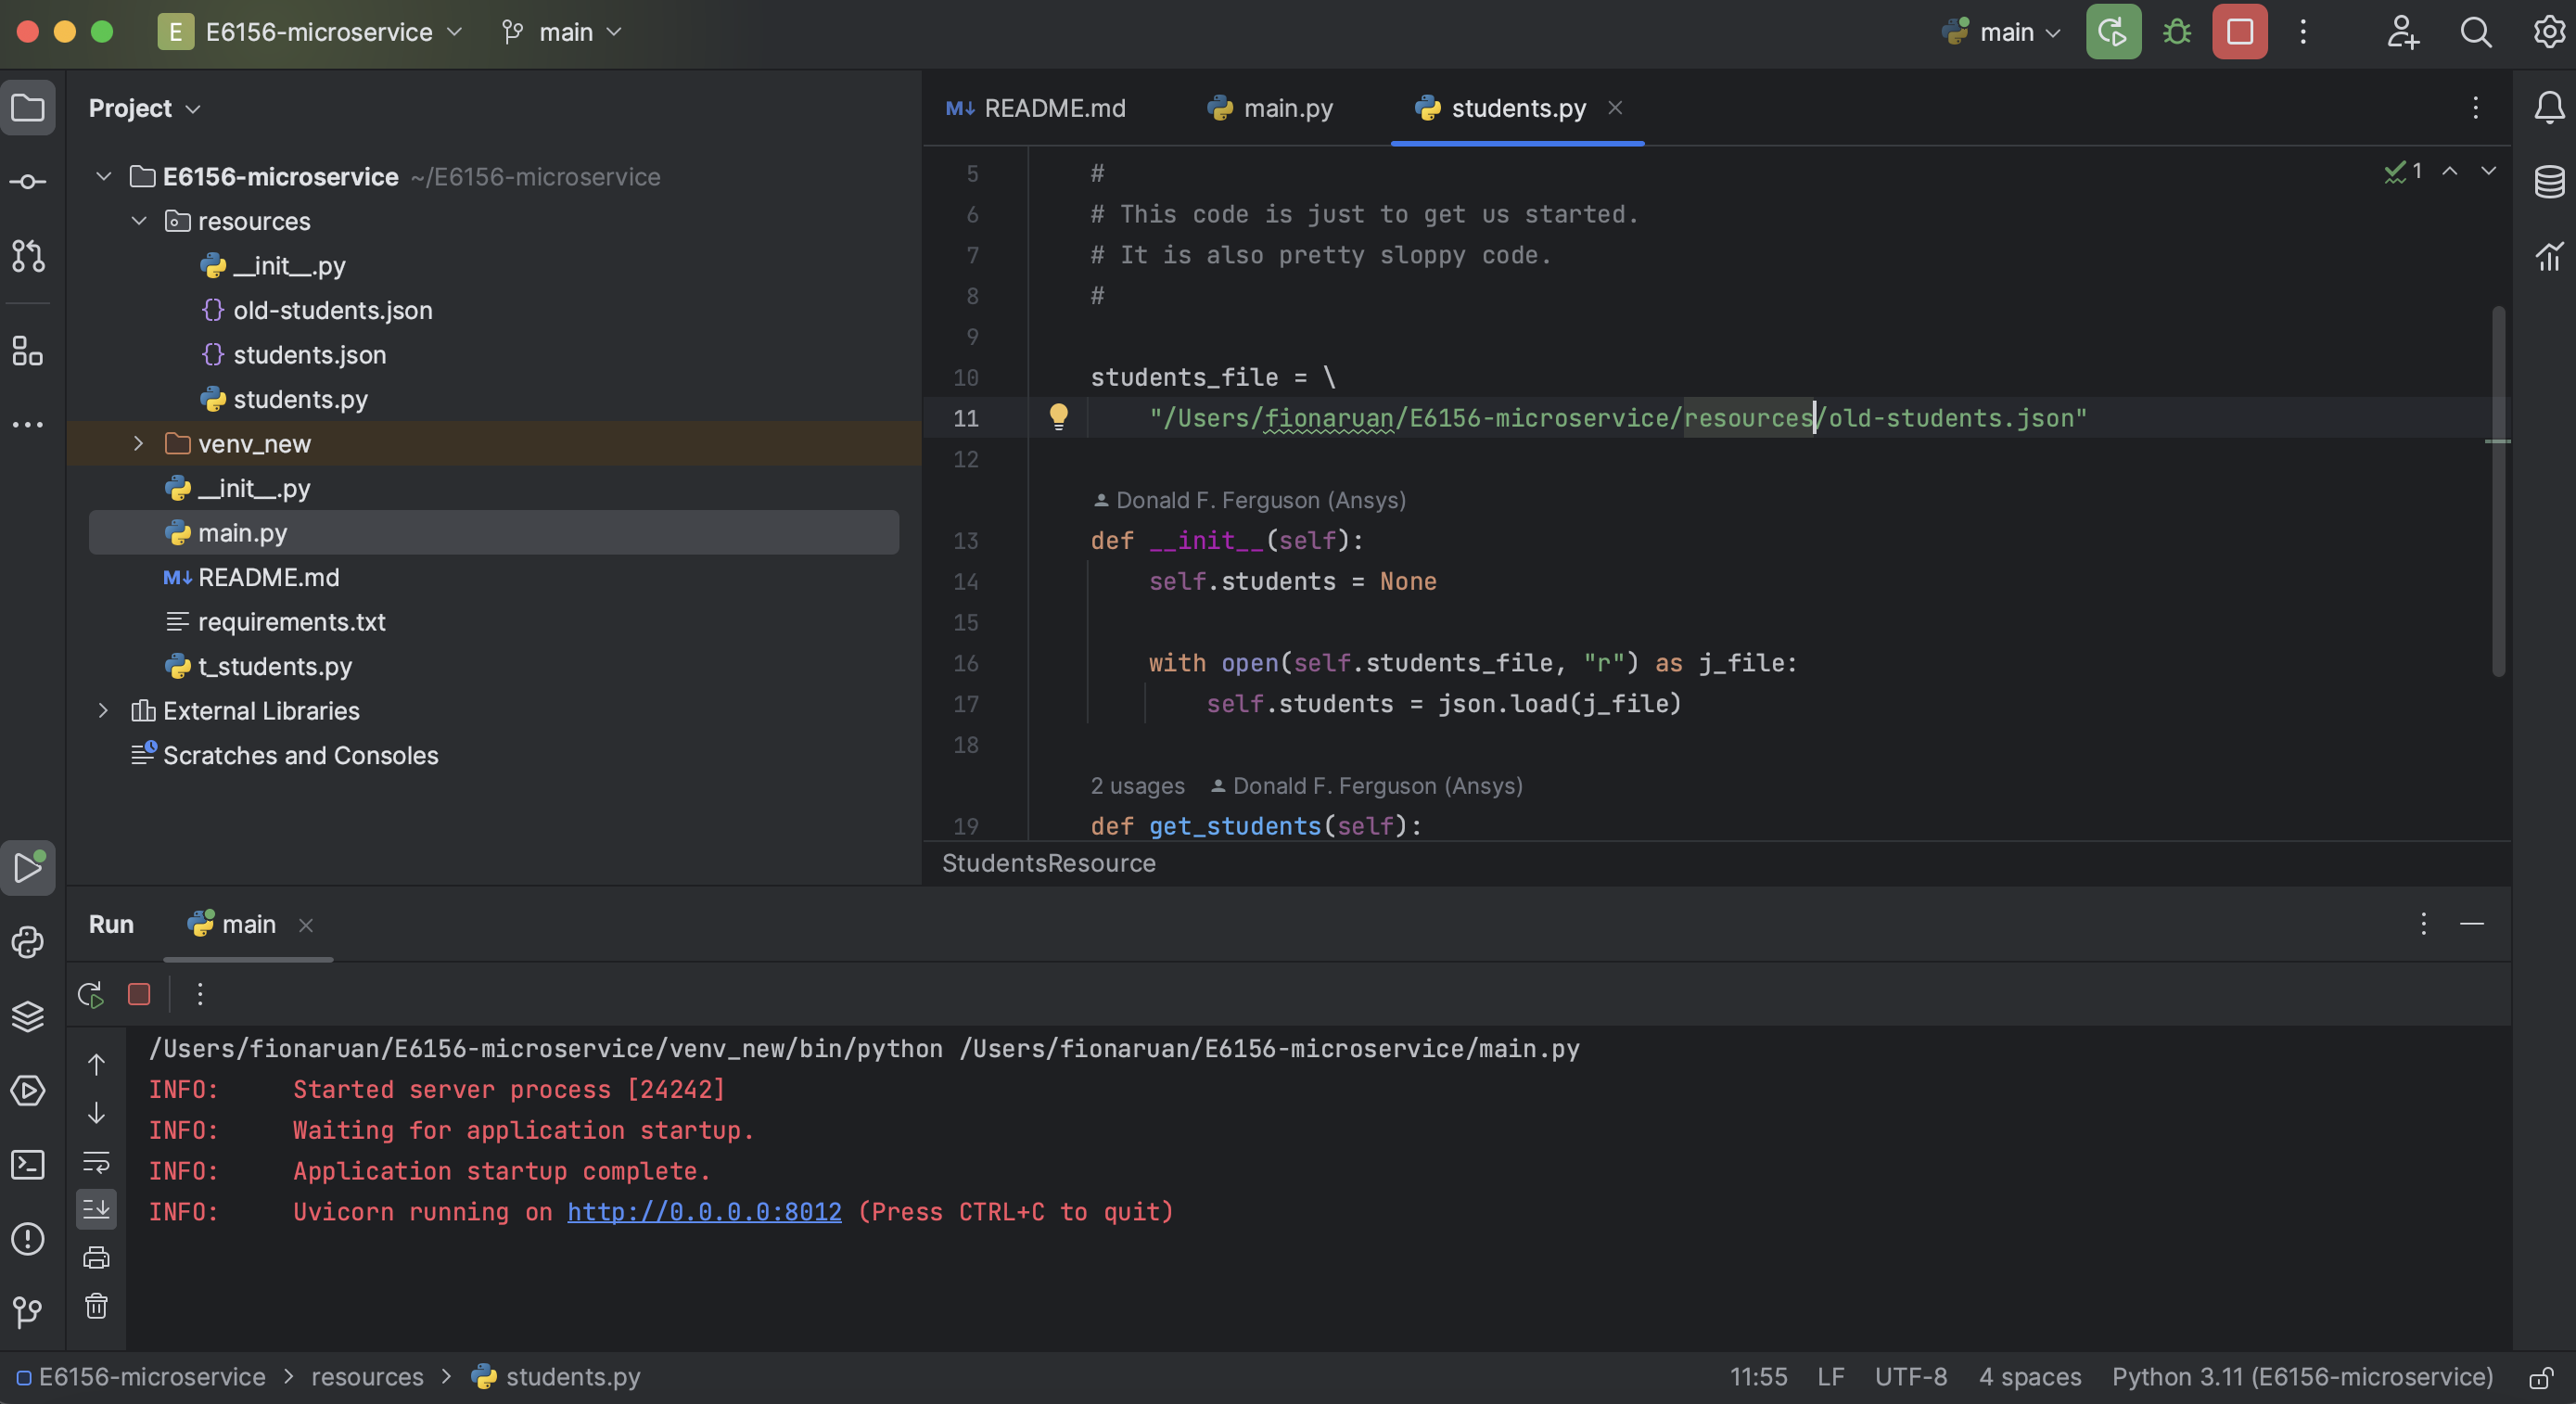 E E6156-microservice main main
Project
E6156-microservice ~/E6156-microservice
resources
__init__.py
old-students.json
students.json
students.py
venv_new
__init__.py
main.py
README.md
requirements.txt
t_students.py
External Libraries
Scratches and Consoles
README.md main.py students.py
1
5 #
6 # This code is just to get us started.
7 # It is also pretty sloppy code.
8 #
9
10 students_file = \
11 "/Users/fionaruan/E6156-microservice/resources/old-students.json"
12
Donald F. Ferguson (Ansys)
13 def __init__(self):
14 self.students = None
15
16 with open(self.students_file, "r") as j_file:
17 self.students = json.load(j_file)
18
2 usages Donald F. Ferguson (Ansys)
19 def get_students(self):
StudentsResource
Run main
/Users/fionaruan/E6156-microservice/venv_new/bin/python /Users/fionaruan/E6156-microservice/main.py
INFO: Started server process [24242]
INFO: Waiting for application startup.
INFO: Application startup complete.
INFO: Uvicorn running on http://0.0.0.0:8012 (Press CTRL+C to quit)
E6156-microservice > resources > students.py 11:55 LF UTF-8 4 spaces Python 3.11 (E6156-microservice)